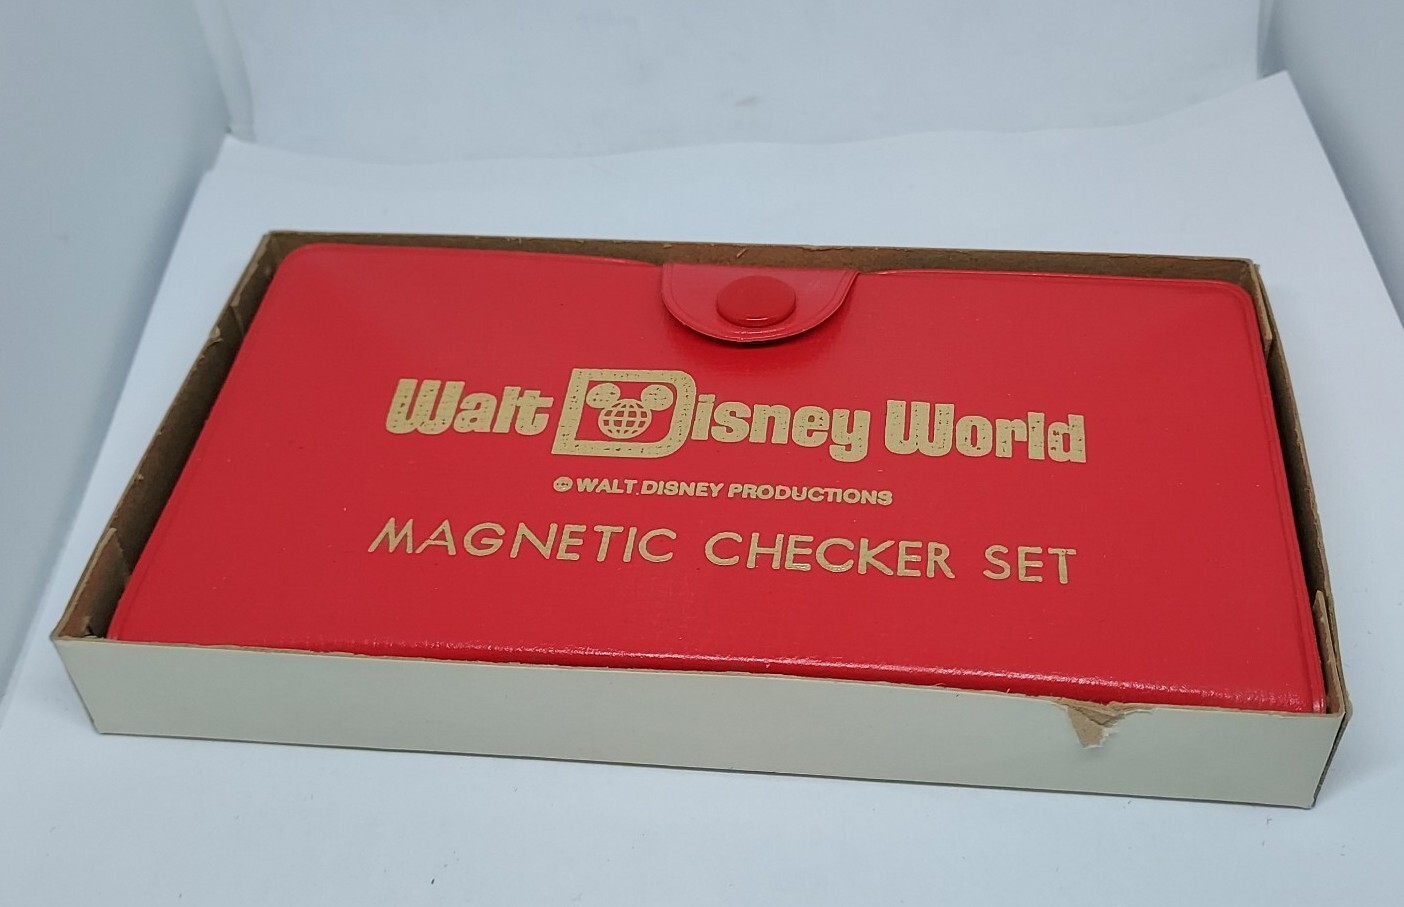 Walt Disney World
© WALT DISNEY PRODUCTIONS
MAGNETIC CHECKER SET